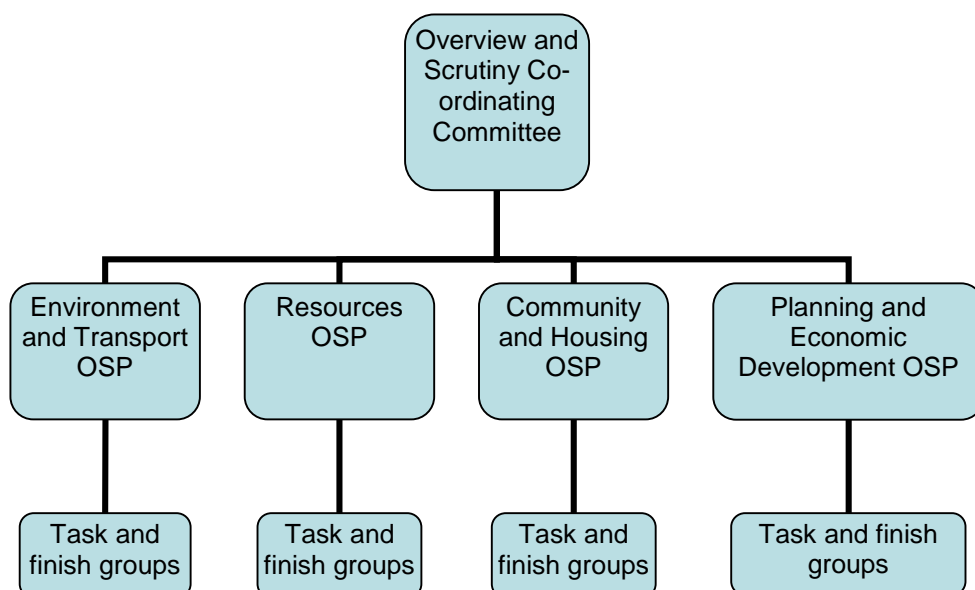 Overview and
Scrutiny Co-
ordinating
Committee
Environment
and Transport
OSP
Resources
OSP
Community
and Housing
OSP
Planning and
Economic
Development OSP
Task and
finish groups
Task and
finish groups
Task and
finish groups
Task and finish
groups